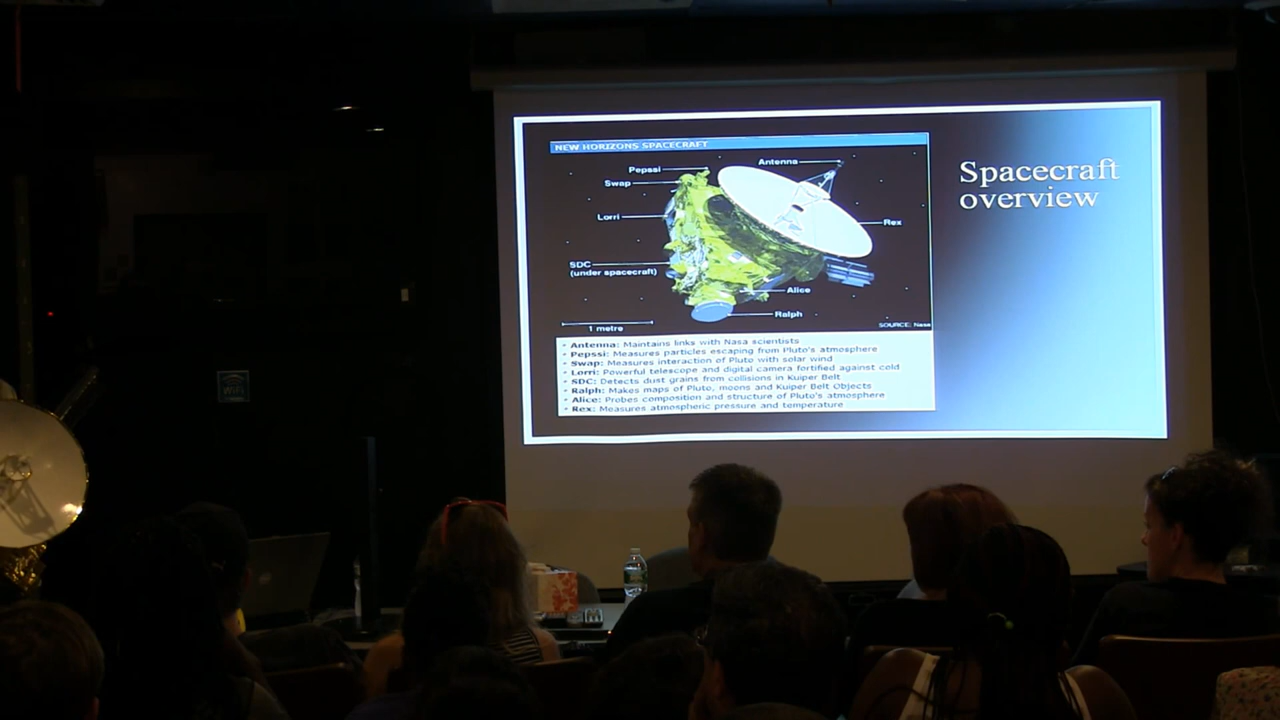 NEW HORIZONS SPACECRAFT
Antenna
Pepssi
Swap
Lorri
Rex
SDC
(under spacecraft)
Alice
Ralph
1 metre
SOURCE: Nasa
Spacecraft
overview
• Antenna: Maintains links with Nasa scientists
• Pepssi: Measures particles escaping from Pluto's atmosphere
• Swap: Measures interaction of Pluto with solar wind
• Lorri: Powerful telescope and digital camera fortified against cold
• SDC: Detects dust grains from collisions in Kuiper Belt
• Ralph: Makes maps of Pluto, moons and Kuiper Belt Objects
• Alice: Probes composition and structure of Pluto's atmosphere
• Rex: Measures atmospheric pressure and temperature
WiFi